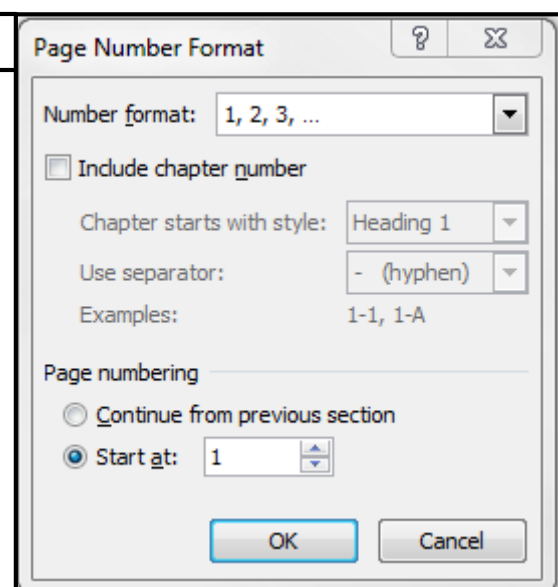 Page Number Format
Number format: 1, 2, 3, ...
Include chapter number
Chapter starts with style: Heading 1
Use separator: - (hyphen)
Examples: 1-1, 1-A
Page numbering
Continue from previous section
Start at: 1
OK Cancel